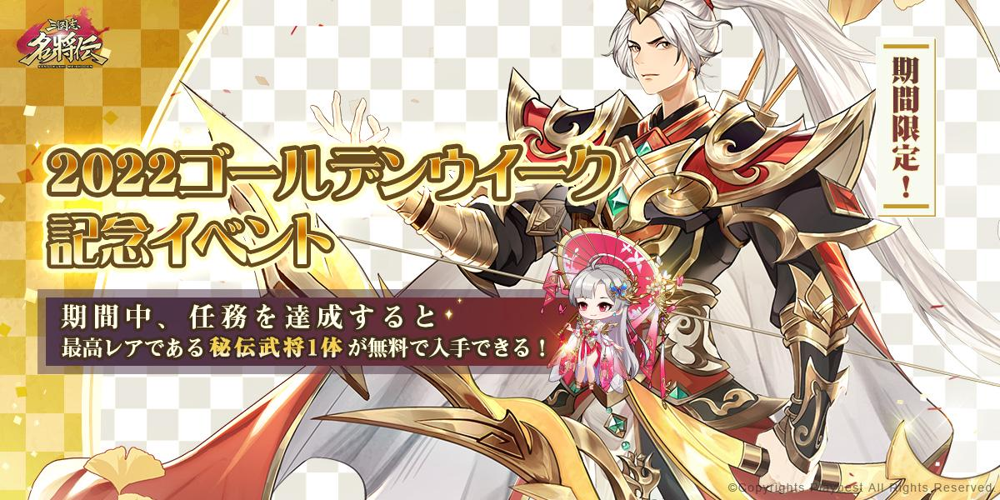 三国志
名将伝
SANGOKUSHI MEISHODEN
2022ゴールデンウイーク
記念イベント
期間限定！
期間中、任務を達成すると
最高レアである秘伝武将1体が無料で入手できる！
©Copyrights Playbest All Rights Reserved